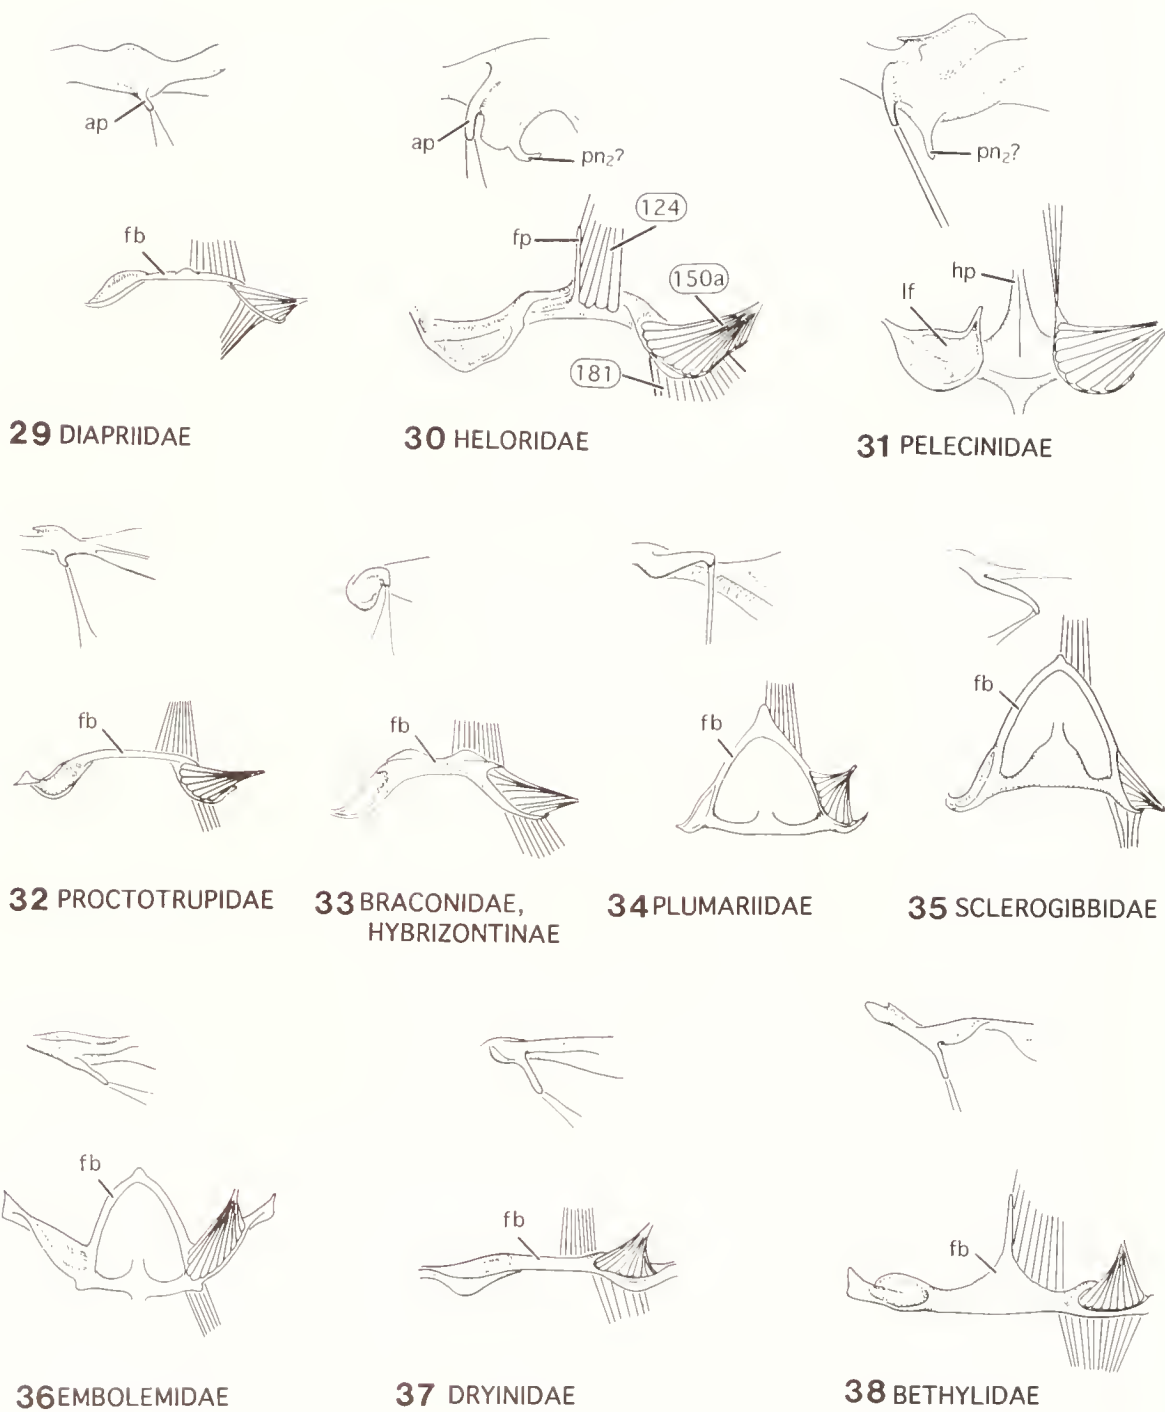 ap
fb
29 DIAPRIIDAE
ap
pn2?
fp
124
150a
181
30 HELORIDAE
pn2?
hp
lf
31 PELECINIDAE
fb
32 PROCTOTRUPIDAE
fb
33 BRACONIDAE,
HYBRIZONTINAE
fb
34 PLUMARIIDAE
fb
35 SCLEROGIBBIDAE
fb
36 EMBOLEMIDAE
fb
37 DRYINIDAE
fb
38 BETHYLIDAE